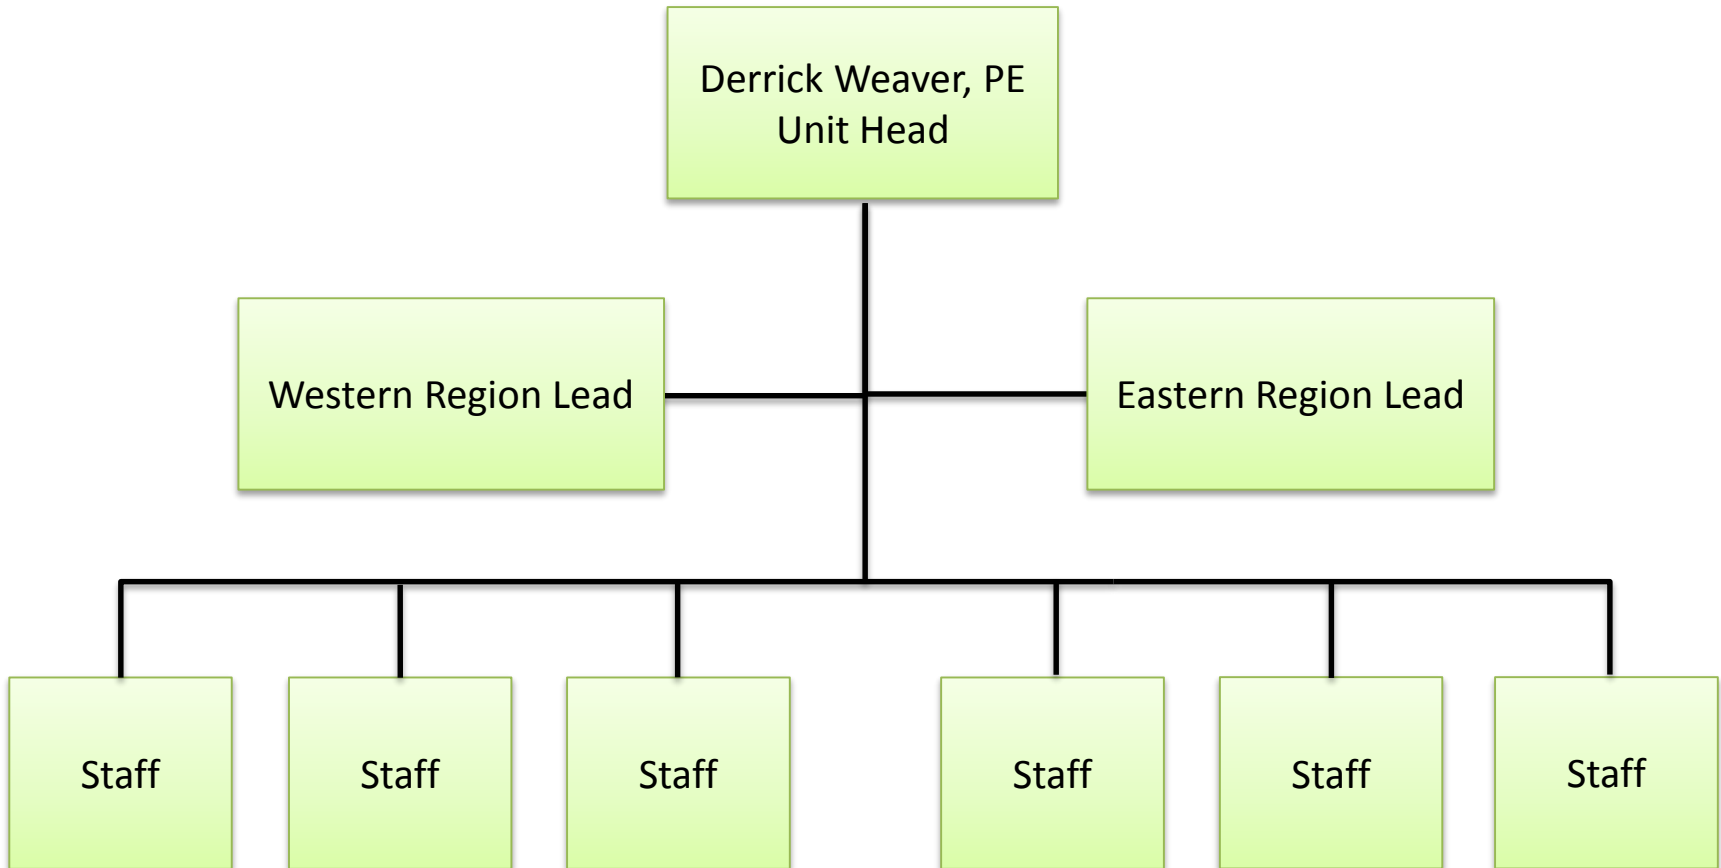 Derrick Weaver, PE
Unit Head
Western Region Lead
Eastern Region Lead
Staff
Staff
Staff
Staff
Staff
Staff